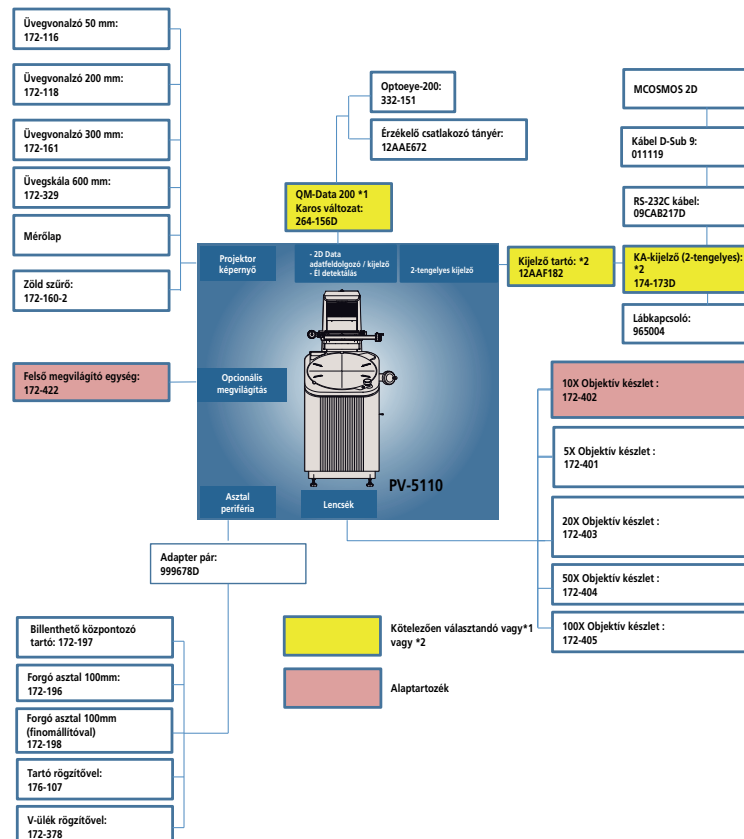 Üvegvonalzó 50 mm:
172-116
Üvegvonalzó 200 mm:
172-118
Üvegvonalzó 300 mm:
172-161
Üvegskála 600 mm:
172-329
Mérőlap
Zöld szűrő:
172-160-2
Felső megvilágító egység:
172-422
Optoeye-200:
332-151
Érzékelő csatlakozó tányér:
12AAE672
QM-Data 200 *1
Karos változat:
264-156D
MCOSMOS 2D
Kábel D-Sub 9:
011119
RS-232C kábel:
09CAB217D
Kijelző tartó: *2
12AAF182
KA-kijelző (2-tengelyes):
*2
174-173D
Lábkapcsoló:
965004
Projektor
képernyő
- 2D Data
adatfeldolgozó / kijelző
- Él detektálás
2-tengelyes kijelző
Opcionális
megvilágítás
PV-5110
Asztal
periféria
Lencsék
10X Objektív készlet :
172-402
5X Objektív készlet :
172-401
20X Objektív készlet :
172-403
50X Objektív készlet :
172-404
100X Objektív készlet :
172-405
Adapter pár:
999678D
Billenthető központozó
tartó: 172-197
Forgó asztal 100mm:
172-196
Forgó asztal 100mm
(finomállítóval)
172-198
Tartó rögzítővel:
176-107
V-ülék rögzítővel:
172-378
Kötelezően választandó vagy*1
vagy *2
Alaptartozék